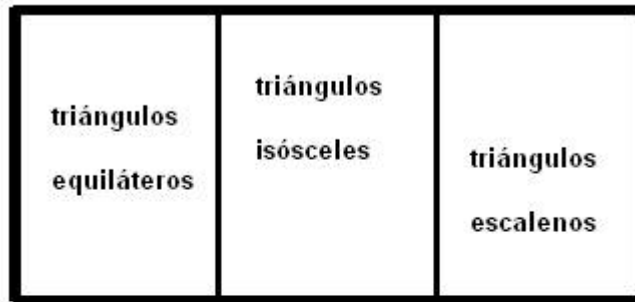 triángulos
equiláteros
triángulos
isósceles
triángulos
escalenos